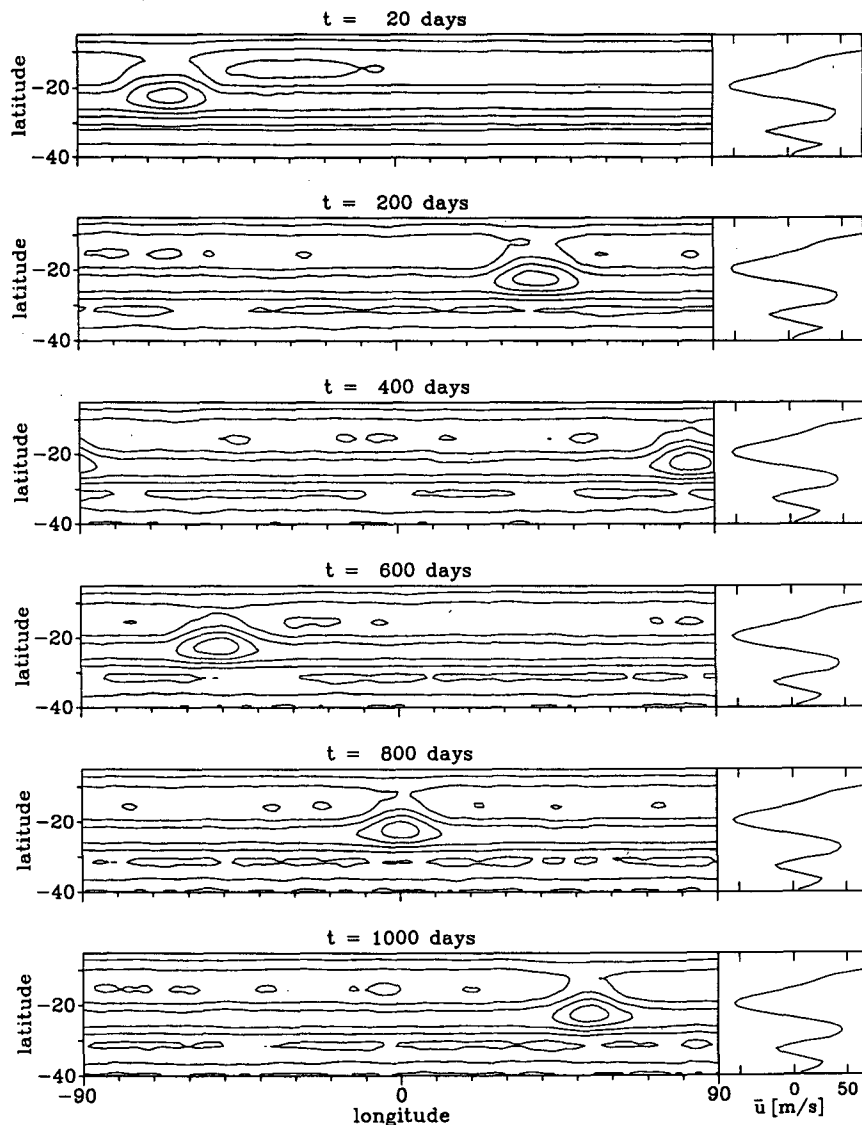 t = 20 days
latitude
-20
-40
t = 200 days
latitude
-20
-40
t = 400 days
latitude
-20
-40
t = 600 days
latitude
-20
-40
t = 800 days
latitude
-20
-40
t = 1000 days
latitude
-20
-40
-90 0 90 0 50
longitude ū [m/s]